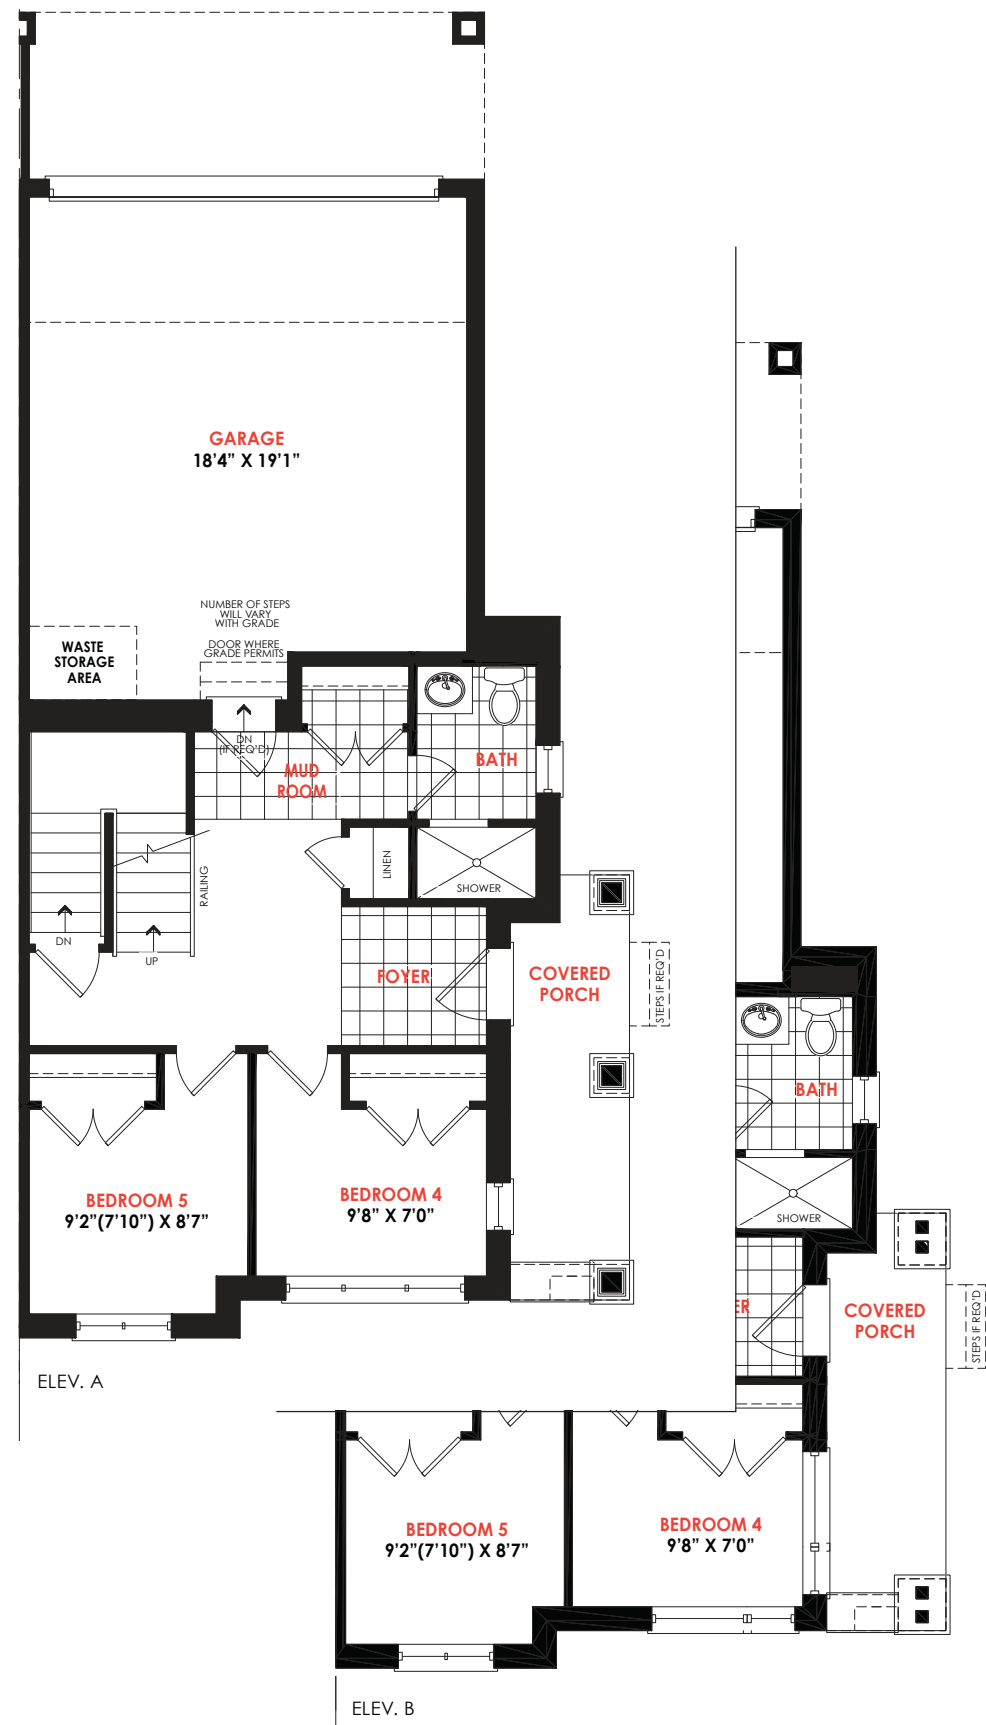 GARAGE
18'4” X 19'1”
NUMBER OF STEPS
WILL VARY
WITH GRADE
DOOR WHERE
GRADE PERMITS
WASTE
STORAGE
AREA
DN
(IF REQ'D)
MUD
ROOM
BATH
LINEN
SHOWER
RAILING
DN
UP
FOYER
COVERED
PORCH
STEPS IF REQ'D
BEDROOM 5
9'2”(7'10”) X 8'7”
BEDROOM 4
9'8” X 7'0”
ELEV. A
BATH
SHOWER
ER
COVERED
PORCH
STEPS IF REQ'D
BEDROOM 5
9'2”(7'10”) X 8'7”
BEDROOM 4
9'8” X 7'0”
ELEV. B